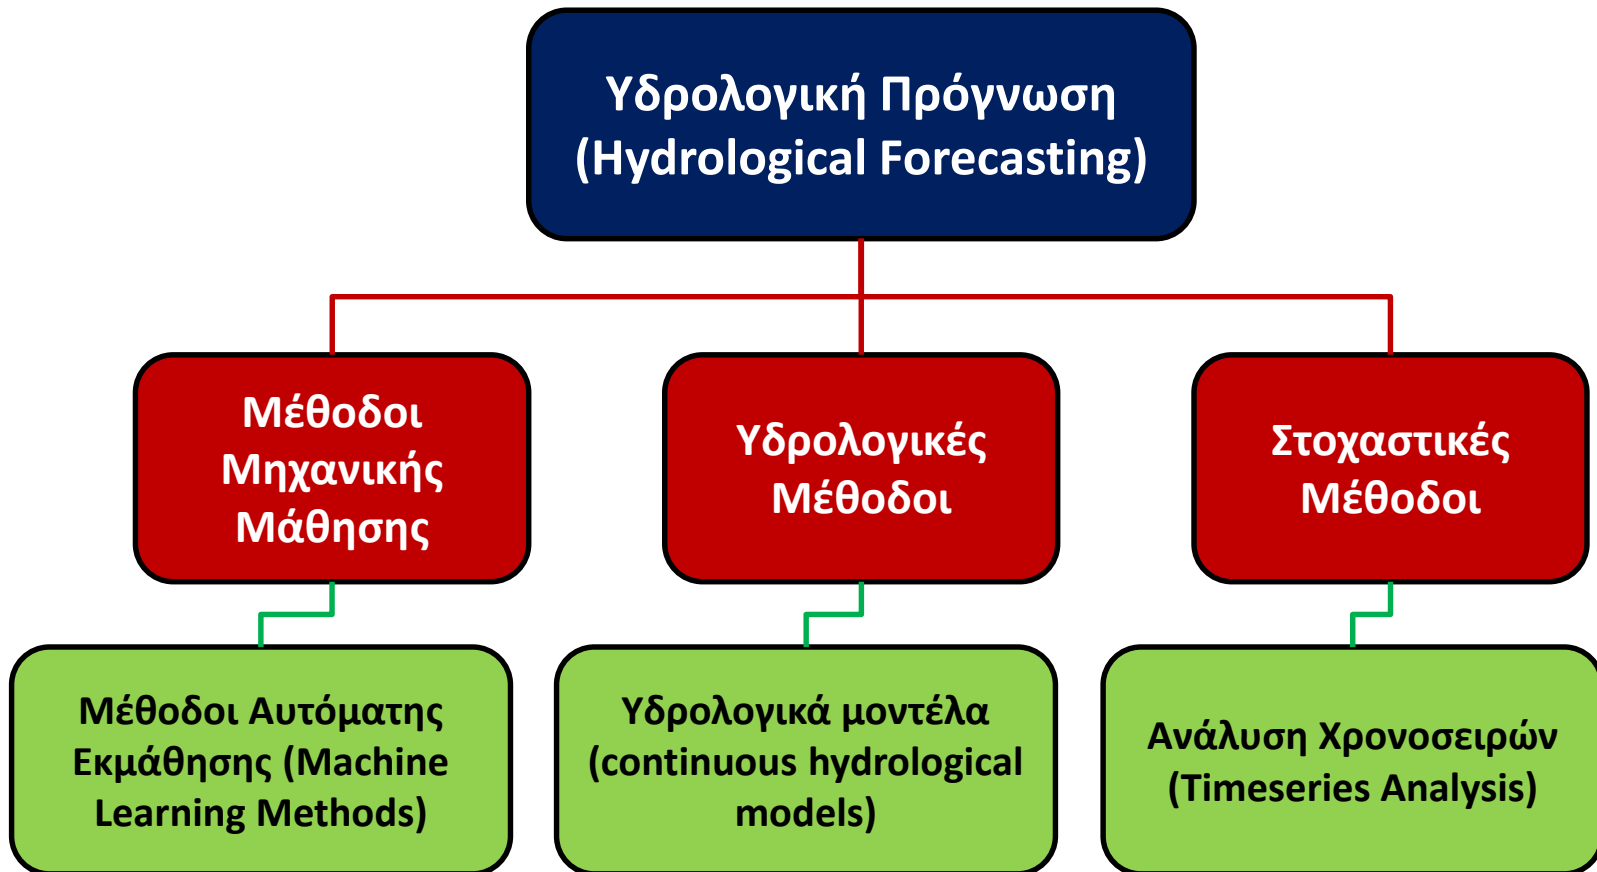 Υδρολογική Πρόγνωση
(Hydrological Forecasting)
Μέθοδοι
Μηχανικής
Μάθησης
Υδρολογικές
Μέθοδοι
Στοχαστικές
Μέθοδοι
Μέθοδοι Αυτόματης
Εκμάθησης (Machine
Learning Methods)
Υδρολογικά μοντέλα
(continuous hydrological
models)
Ανάλυση Χρονοσειρών
(Timeseries Analysis)